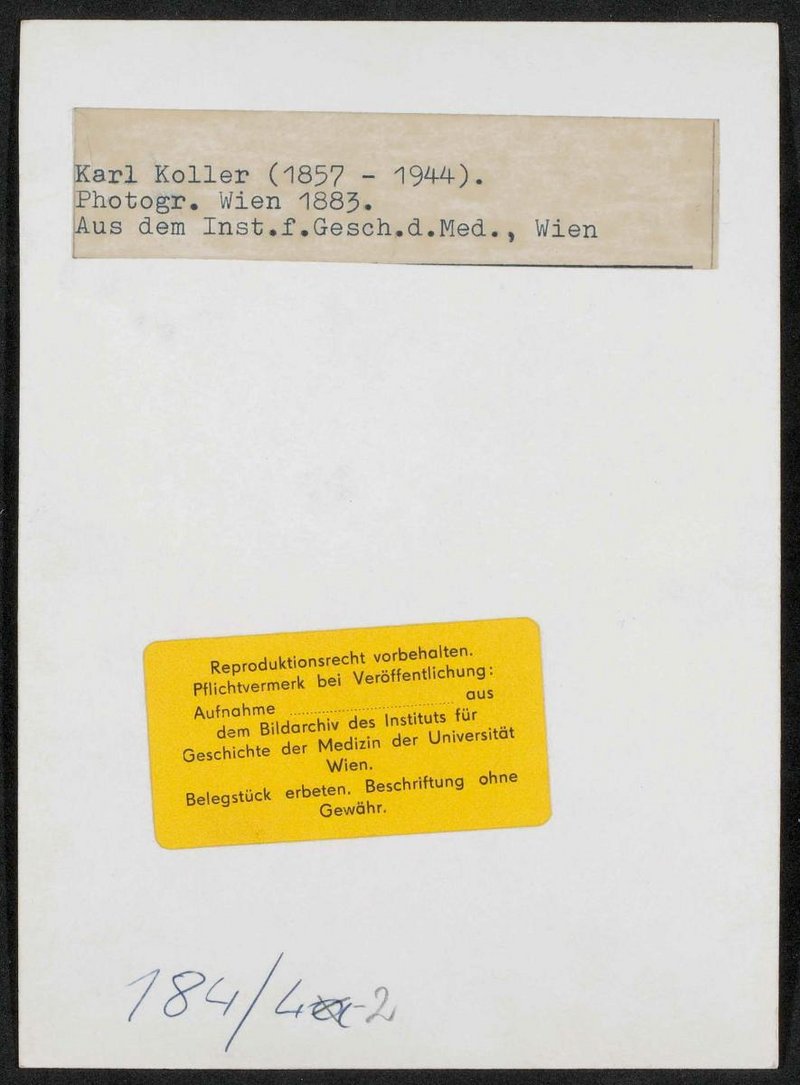 Karl Koller (1857 - 1944).
Photogr. Wien 1883.
Aus dem Inst.f.Gesch.d.Med., Wien
Reproduktionsrecht vorbehalten.
Pflichtvermerk bei Veröffentlichung:
Aufnahme .................................... aus
dem Bildarchiv des Instituts für
Geschichte der Medizin der Universität
Wien.
Belegstück erbeten. Beschriftung ohne
Gewähr.
184/4 -2